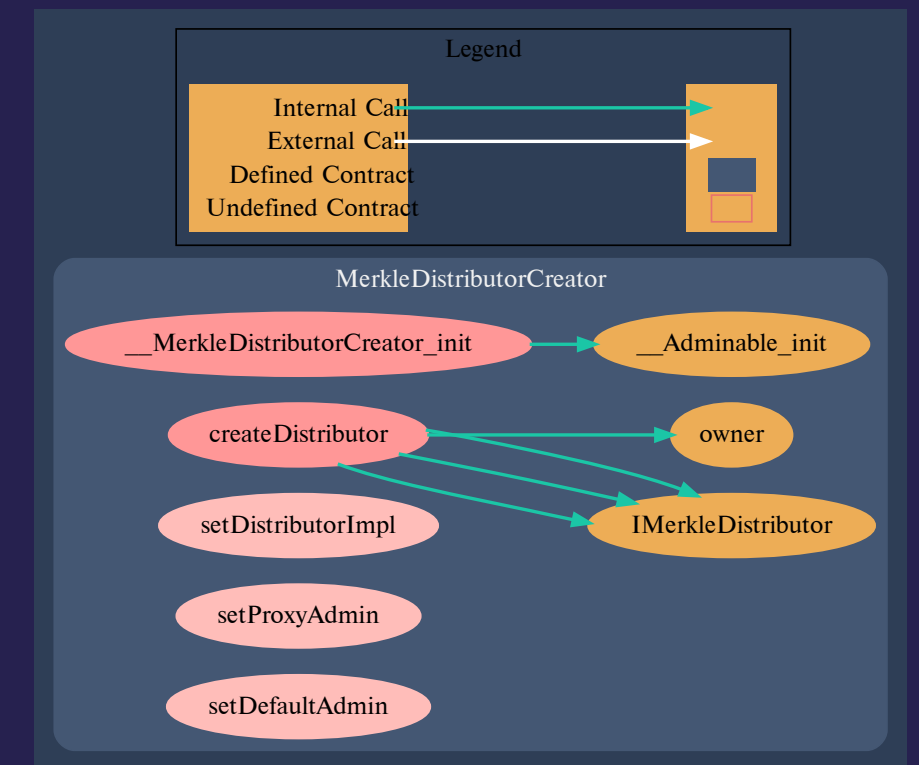 Legend
Internal Call
External Call
Defined Contract
Undefined Contract
MerkleDistributorCreator
__MerkleDistributorCreator_init
__Adminable_init
createDistributor
owner
setDistributorImpl
IMerkleDistributor
setProxyAdmin
setDefaultAdmin